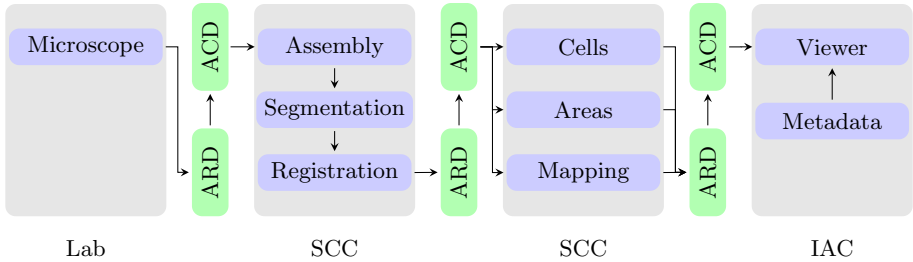 Microscope
ACD
ARD
Lab
Assembly
Segmentation
Registration
SCC
ACD
ARD
Cells
Areas
Mapping
SCC
ACD
ARD
Viewer
Metadata
IAC